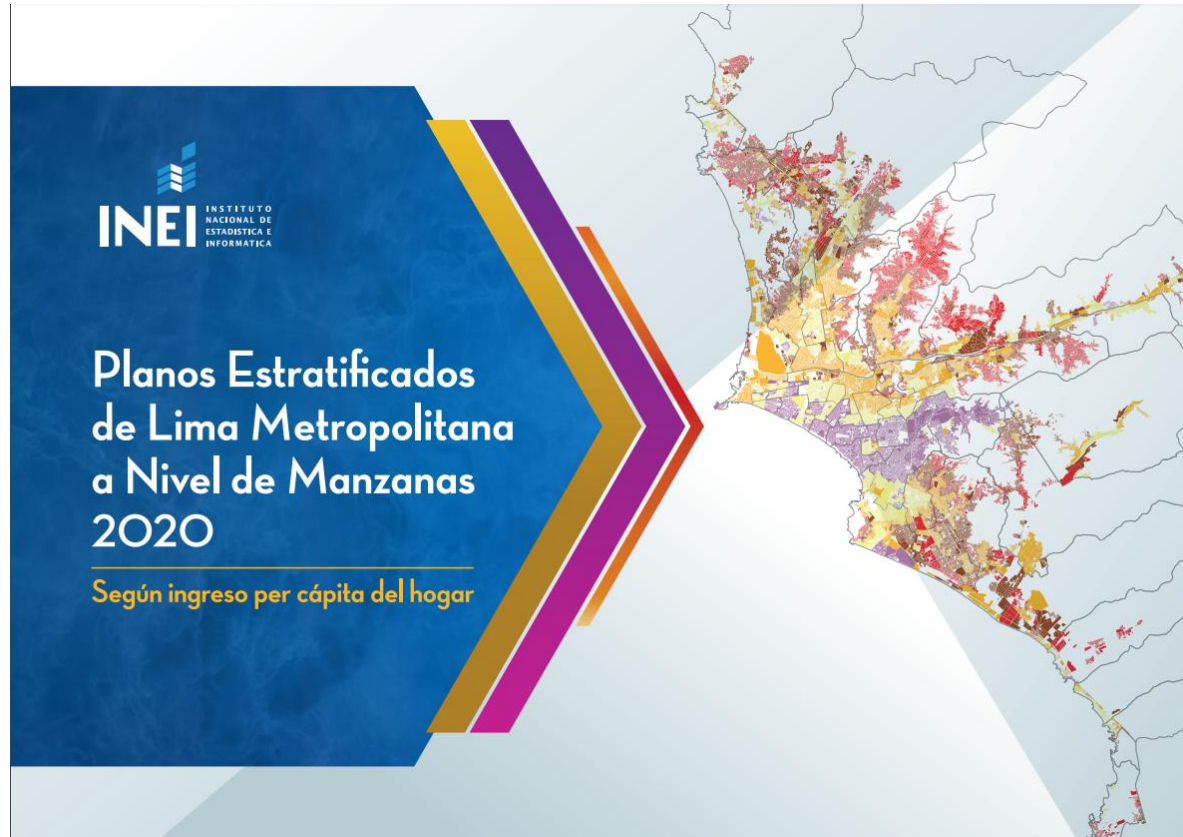 INEI
INSTITUTO
NACIONAL DE
ESTADISTICA E
INFORMATICA
Planos Estratificados
de Lima Metropolitana
a Nivel de Manzanas
2020
Según ingreso per cápita del hogar